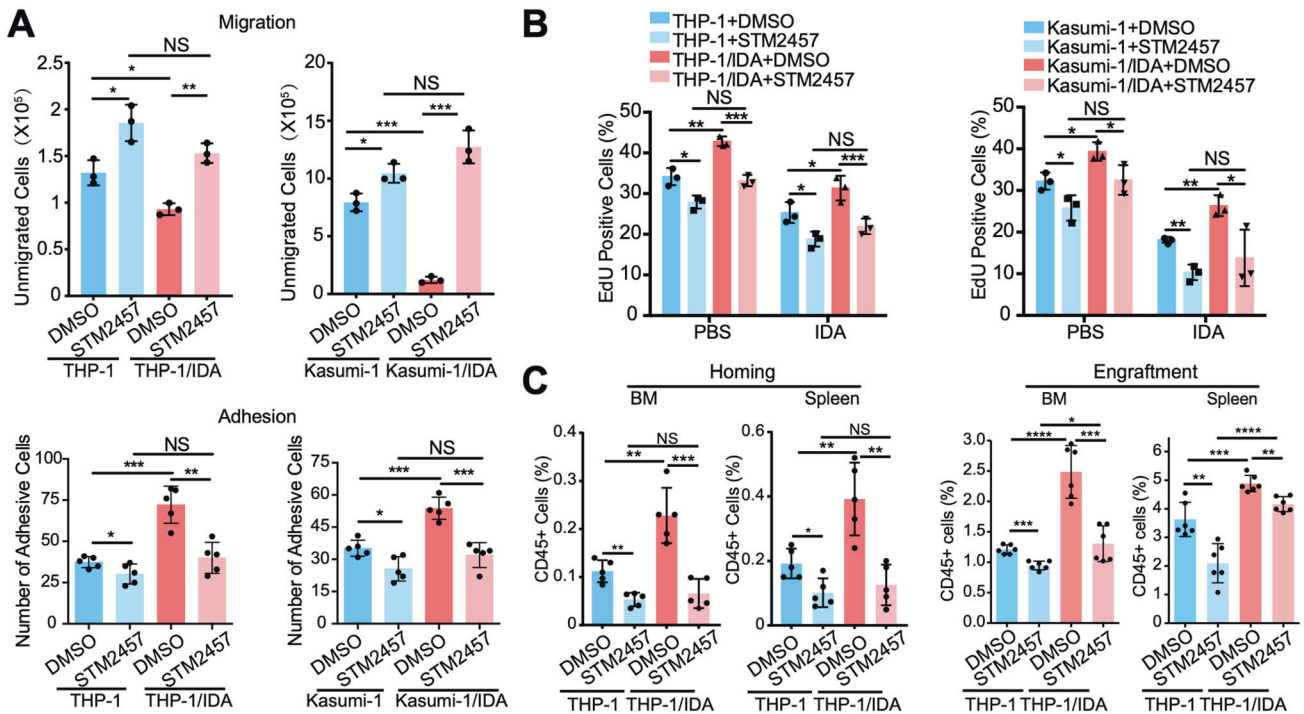 A
Migration
Unmigrated Cells (X10⁵)
2.5
2
1.5
1
0.5
0
* * ** NS
DMSO STM2457 DMSO STM2457
THP-1 THP-1/IDA
Unmigrated Cells (X10⁵)
20
15
10
5
0
* *** *** NS
DMSO STM2457 DMSO STM2457
Kasumi-1 Kasumi-1/IDA
Adhesion
Number of Adhesive Cells
125
100
75
50
25
0
* *** ** NS
DMSO STM2457 DMSO STM2457
THP-1 THP-1/IDA
Number of Adhesive Cells
75
60
45
30
15
0
* *** *** NS
DMSO STM2457 DMSO STM2457
Kasumi-1 Kasumi-1/IDA
B
THP-1+DMSO
THP-1+STM2457
THP-1/IDA+DMSO
THP-1/IDA+STM2457
EdU Positive Cells (%)
50
40
30
20
10
0
* ** *** NS
* * *** NS
PBS IDA
Kasumi-1+DMSO
Kasumi-1+STM2457
Kasumi-1/IDA+DMSO
Kasumi-1/IDA+STM2457
EdU Positive Cells (%)
50
40
30
20
10
0
* * * NS
** ** * NS
PBS IDA
C
Homing
BM Spleen
CD45+ Cells (%)
0.4
0.3
0.2
0.1
0
** ** *** NS
DMSO STM2457 DMSO STM2457
THP-1 THP-1/IDA
0.6
0.4
0.2
0.0
* ** ** NS
DMSO STM2457 DMSO STM2457
THP-1 THP-1/IDA
Engraftment
BM Spleen
CD45+ cells (%)
3.0
2.5
2.0
1.5
1.0
0.5
0
*** **** *** *
DMSO STM2457 DMSO STM2457
THP-1 THP-1/IDA
CD45+ cells (%)
6
5
4
3
2
1
0
** *** ** ****
DMSO STM2457 DMSO STM2457
THP-1 THP-1/IDA